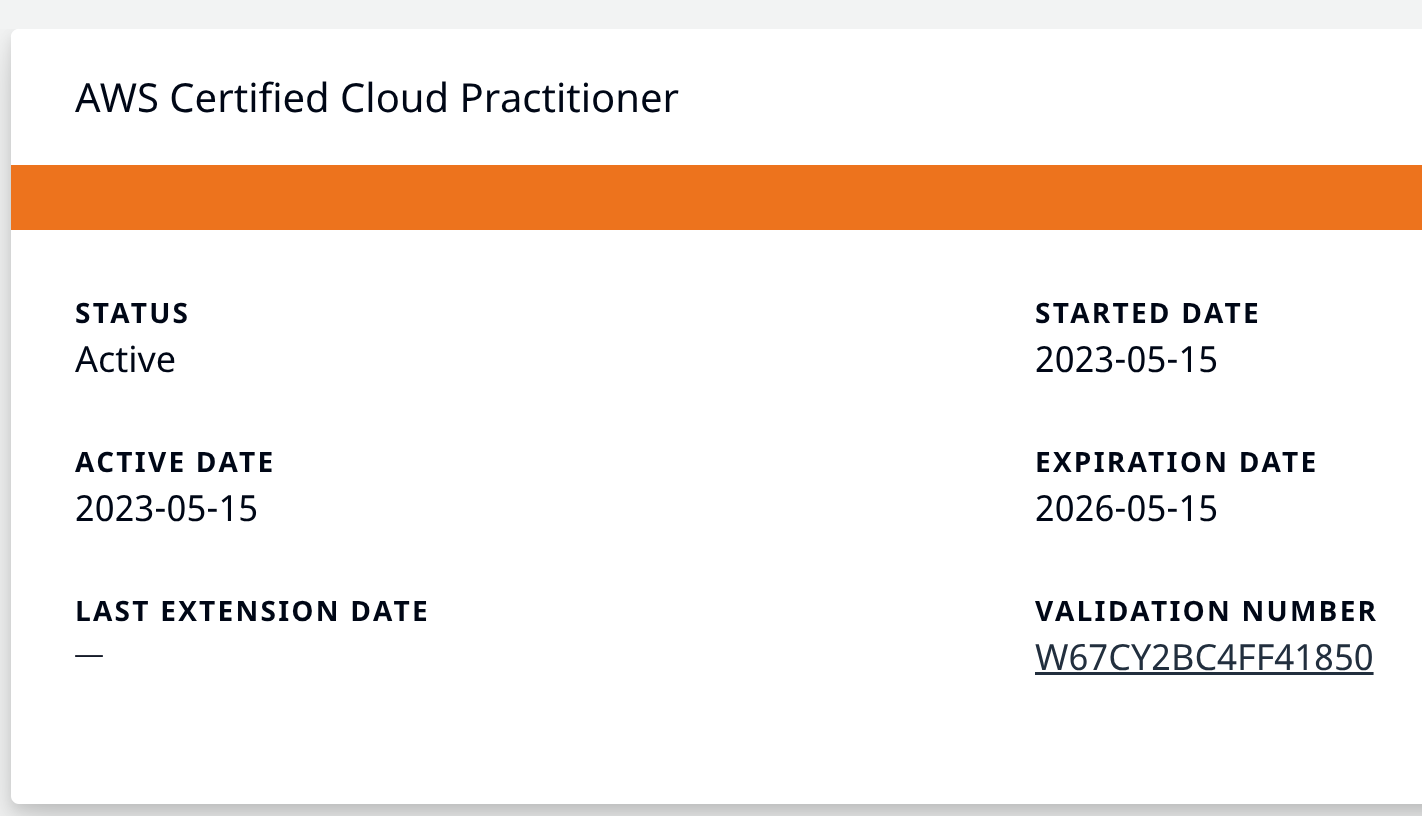 AWS Certified Cloud Practitioner
STATUS
Active
STARTED DATE
2023-05-15
ACTIVE DATE
2023-05-15
EXPIRATION DATE
2026-05-15
LAST EXTENSION DATE
—
VALIDATION NUMBER
W67CY2BC4FF41850